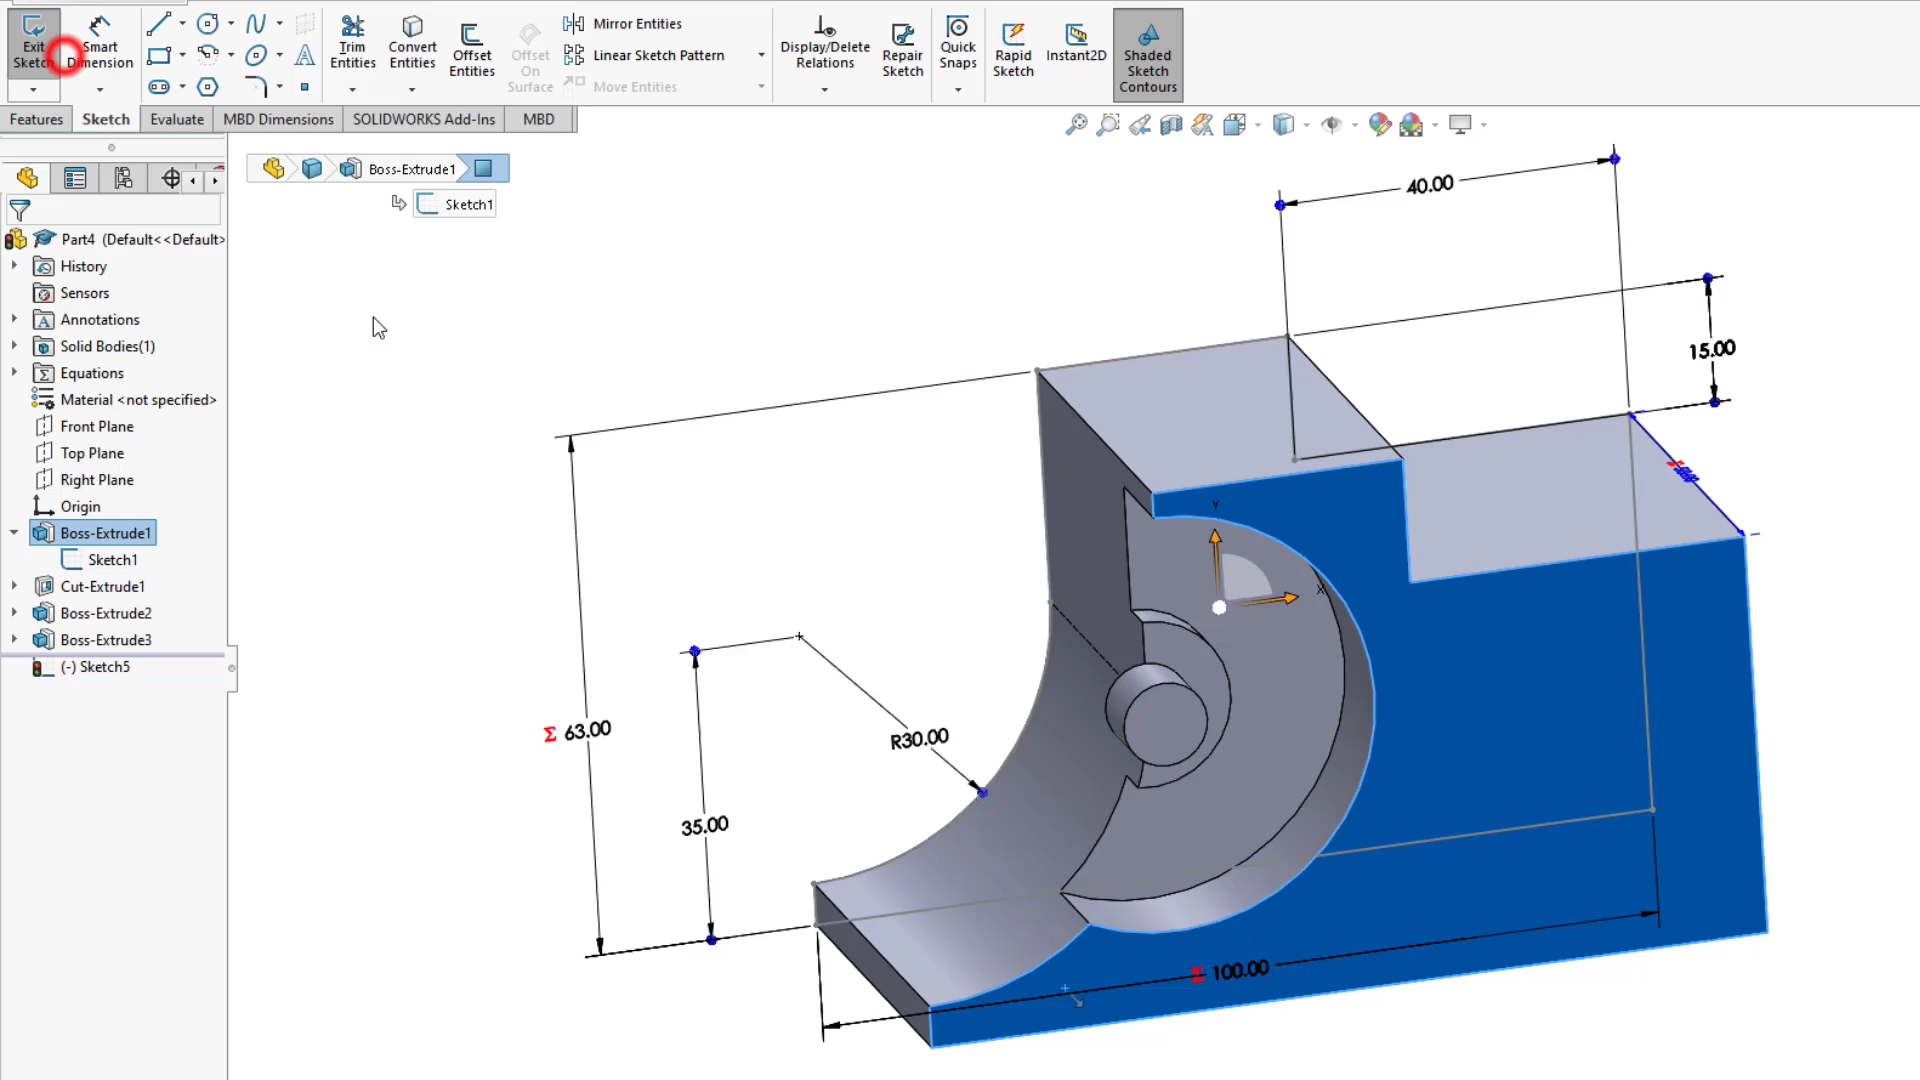 Exit Sketch
Smart Dimension
Trim Entities
Convert Entities
Offset Entities
Offset On Surface
Mirror Entities
Linear Sketch Pattern
Move Entities
Display/Delete Relations
Repair Sketch
Quick Snaps
Rapid Sketch
Instant2D
Shaded Sketch Contours
Features
Sketch
Evaluate
MBD Dimensions
SOLIDWORKS Add-Ins
MBD
Boss-Extrude1
Sketch1
Part4 (Default<<Default>
History
Sensors
Annotations
Solid Bodies(1)
Equations
Material <not specified>
Front Plane
Top Plane
Right Plane
Origin
Boss-Extrude1
Sketch1
Cut-Extrude1
Boss-Extrude2
Boss-Extrude3
(-) Sketch5
40.00
15.00
Y
X
Σ 63.00
R30.00
35.00
Σ 100.00